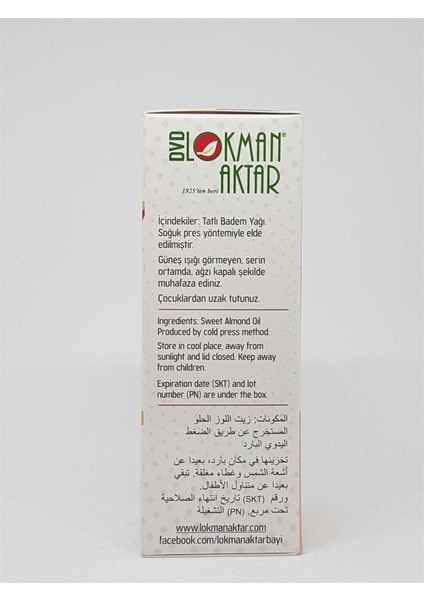 DVD LOKMAN®
AKTAR
1925'ten beri
İçindekiler: Tatlı Badem Yağı.
Soğuk pres yöntemiyle elde
edilmiştir.
Güneş ışığı görmeyen, serin
ortamda, ağzı kapalı şekilde
muhafaza ediniz.
Çocuklardan uzak tutunuz.
Ingredients: Sweet Almond Oil
Produced by cold press method.
Store in cool place, away from
sunlight and lid closed. Keep away
from children.
Expiration date (SKT) and lot
number (PN) are under the box.
المكونات: زيت اللوز الحلو
المستخرج عن طريق الضغط
اليدوي البارد
تخزينها في مكان بارد، بعيدا عن
أشعة الشمس وغطاء مغلقة. تبقي
بعيدا عن متناول الأطفال.
ورقم (SKT) تاريخ انتهاء الصلاحية
تحت مربع. (PN) التشغيلة
www.lokmanaktar.com
facebook.com/lokmanaktarbayi